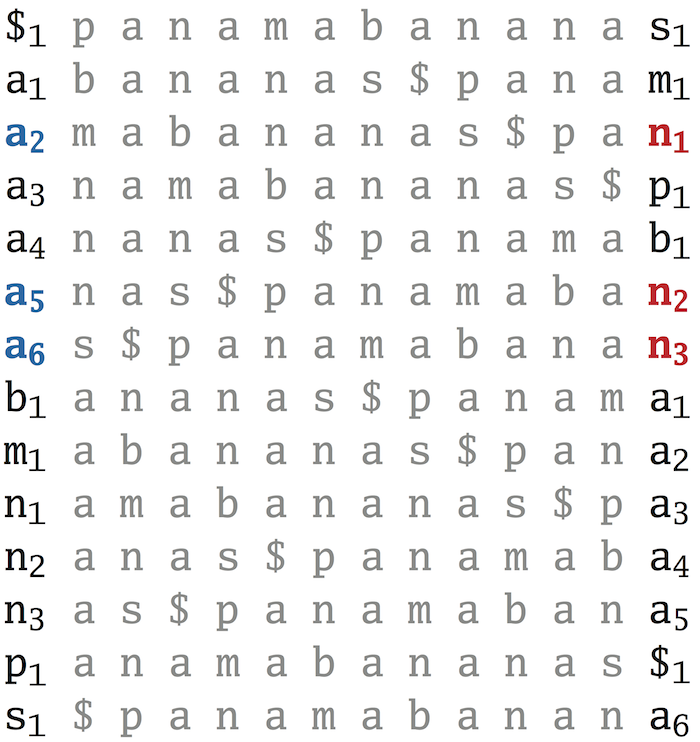 $₁ p a n a m a b a n a n a s₁
a₁ b a n a n a s $ p a n a m₁
a₂ m a b a n a n a s $ p a n₁
a₃ n a m a b a n a n a s $ p₁
a₄ n a n a s $ p a n a m a b₁
a₅ n a s $ p a n a m a b a n₂
a₆ s $ p a n a m a b a n a n₃
b₁ a n a n a s $ p a n a m a₁
m₁ a b a n a n a s $ p a n a₂
n₁ a m a b a n a n a s $ p a₃
n₂ a n a s $ p a n a m a b a₄
n₃ a s $ p a n a m a b a n a₅
p₁ a n a m a b a n a n a s $₁
s₁ $ p a n a m a b a n a n a₆